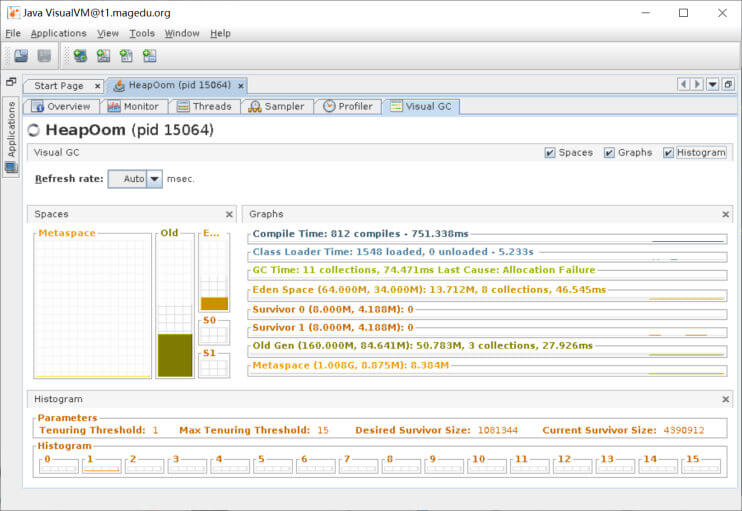 Java VisualVM@t1.magedu.org
File Applications View Tools Window Help
Start Page HeapOom (pid 15064)
Overview Monitor Threads Sampler Profiler Visual GC
Applications
HeapOom (pid 15064)
Visual GC Spaces Graphs Histogram
Refresh rate: Auto msec.
Spaces
Metaspace Old E...
S0
S1
Graphs
Compile Time: 812 compiles - 751.338ms
Class Loader Time: 1548 loaded, 0 unloaded - 5.233s
GC Time: 11 collections, 74.471ms Last Cause: Allocation Failure
Eden Space (64.000M, 34.000M): 13.712M, 8 collections, 46.545ms
Survivor 0 (8.000M, 4.188M): 0
Survivor 1 (8.000M, 4.188M): 0
Old Gen (160.000M, 84.641M): 50.783M, 3 collections, 27.926ms
Metaspace (1.008G, 8.875M): 8.384M
Histogram
Parameters
Tenuring Threshold: 1 Max Tenuring Threshold: 15 Desired Survivor Size: 1081344 Current Survivor Size: 4390912
Histogram
0 1 2 3 4 5 6 7 8 9 10 11 12 13 14 15